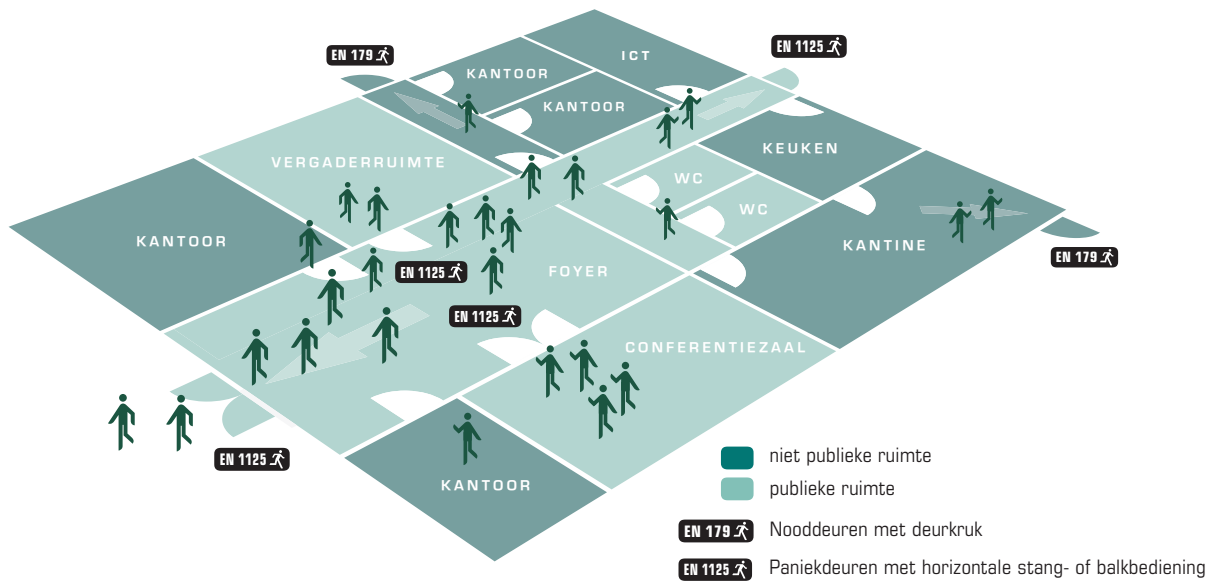 EN 179
ICT
EN 1125
KANTOOR
KANTOOR
KEUKEN
VERGADERRUIMTE
WC
WC
KANTOOR
KANTINE
EN 179
EN 1125
FOYER
EN 1125
CONFERENTIEZAAL
EN 1125
KANTOOR
niet publieke ruimte
publieke ruimte
EN 179 Nooddeuren met deurkruk
EN 1125 Paniekdeuren met horizontale stang- of balkbediening